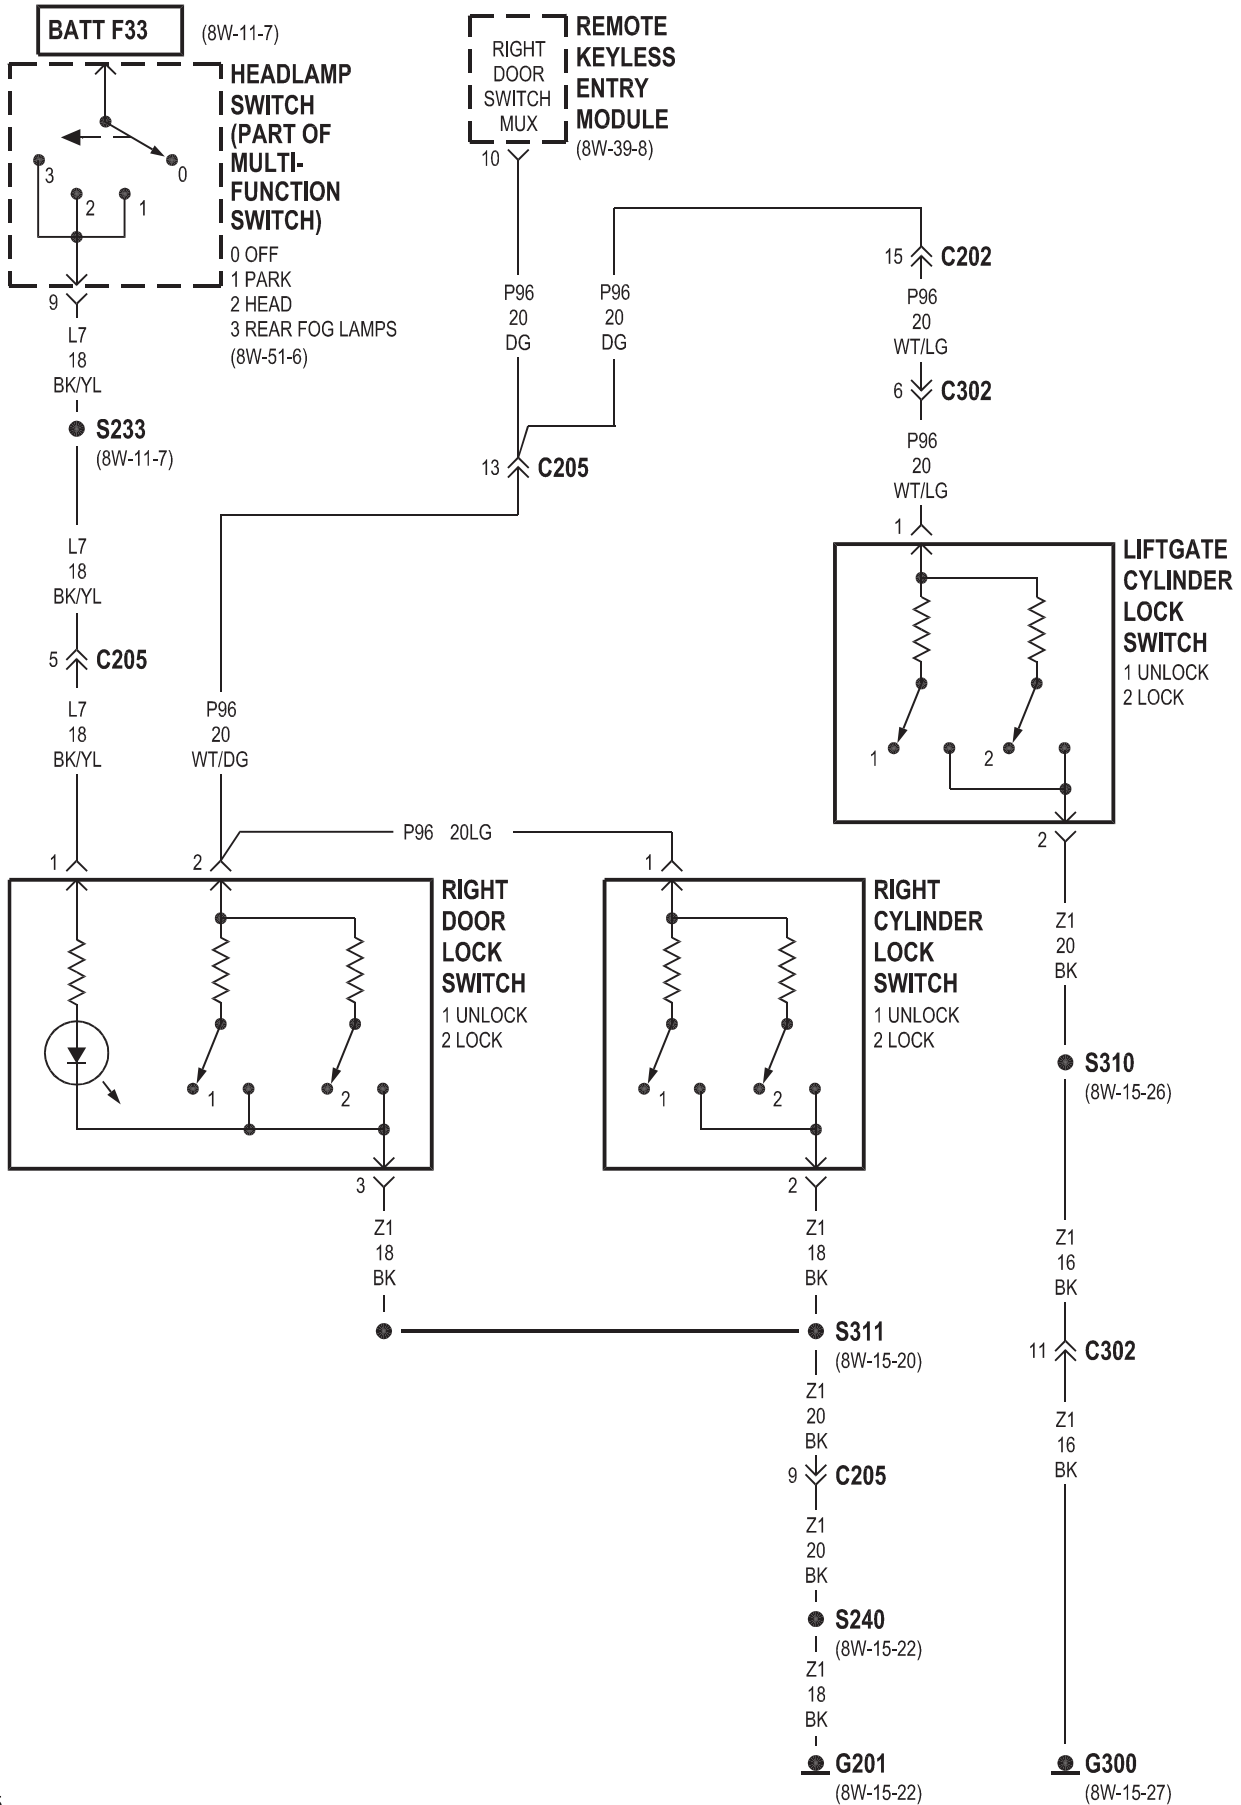 BATT F33
(8W-11-7)
HEADLAMP
SWITCH
(PART OF
MULTI-
FUNCTION
SWITCH)
0 OFF
1 PARK
2 HEAD
3 REAR FOG LAMPS
(8W-51-6)
3
2
1
0
9
L7
18
BK/YL
S233
(8W-11-7)
L7
18
BK/YL
5
C205
L7
18
BK/YL
1
RIGHT
DOOR
SWITCH
MUX
REMOTE
KEYLESS
ENTRY
MODULE
(8W-39-8)
10
P96
20
DG
P96
20
DG
13
C205
P96
20
WT/DG
2
P96 20LG
15
C202
P96
20
WT/LG
6
C302
P96
20
WT/LG
1
LIFTGATE
CYLINDER
LOCK
SWITCH
1 UNLOCK
2 LOCK
1
2
2
RIGHT
DOOR
LOCK
SWITCH
1 UNLOCK
2 LOCK
1
2
3
Z1
18
BK
1
RIGHT
CYLINDER
LOCK
SWITCH
1 UNLOCK
2 LOCK
1
2
2
Z1
18
BK
S311
(8W-15-20)
Z1
20
BK
9
C205
Z1
20
BK
S240
(8W-15-22)
Z1
18
BK
G201
(8W-15-22)
Z1
20
BK
S310
(8W-15-26)
Z1
16
BK
11
C302
Z1
16
BK
G300
(8W-15-27)